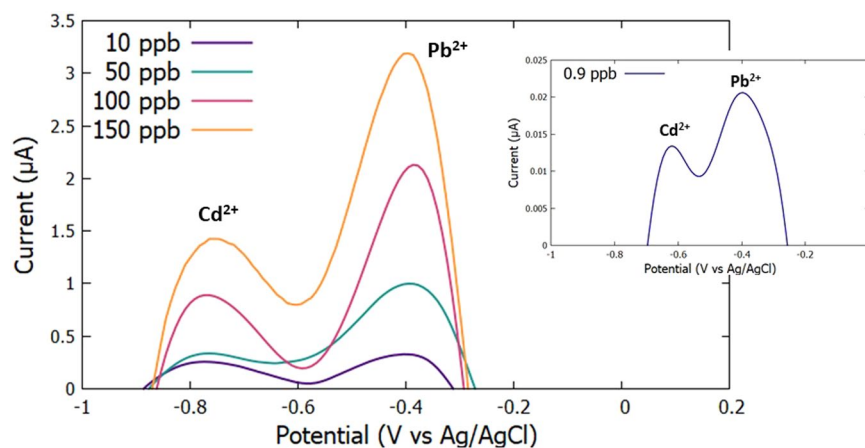 3.5
3
2.5
2
1.5
1
0.5
0
Current (µA)
10 ppb
50 ppb
100 ppb
150 ppb
Cd²⁺
Pb²⁺
-1
-0.8
-0.6
-0.4
-0.2
0
0.2
Potential (V vs Ag/AgCl)
0.025
0.02
0.015
0.01
0.005
0
Current (µA)
0.9 ppb
Cd²⁺
Pb²⁺
-1
-0.8
-0.6
-0.4
-0.2
Potential (V vs Ag/AgCl)